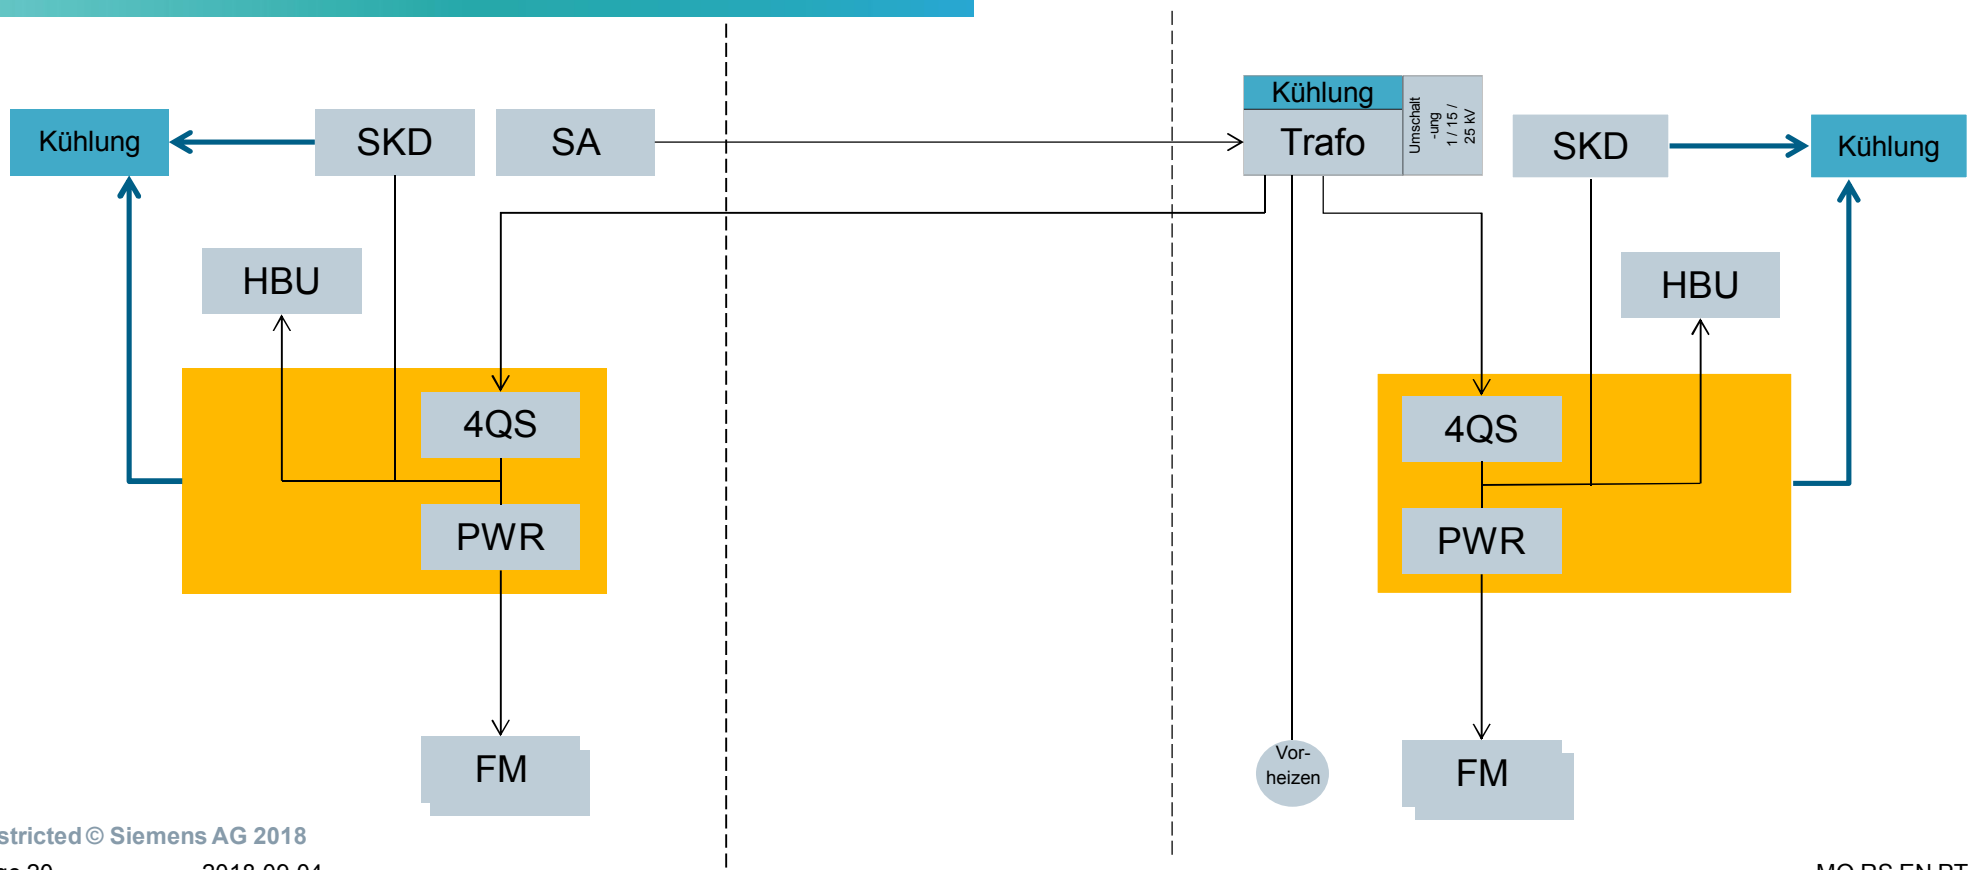 Kühlung
SKD
SA
Kühlung
Trafo
Umschalt
-ung
1 / 15 /
25 kV
SKD
Kühlung
HBU
HBU
4QS
4QS
PWR
PWR
FM
Vor-
heizen
FM
stricted © Siemens AG 2018